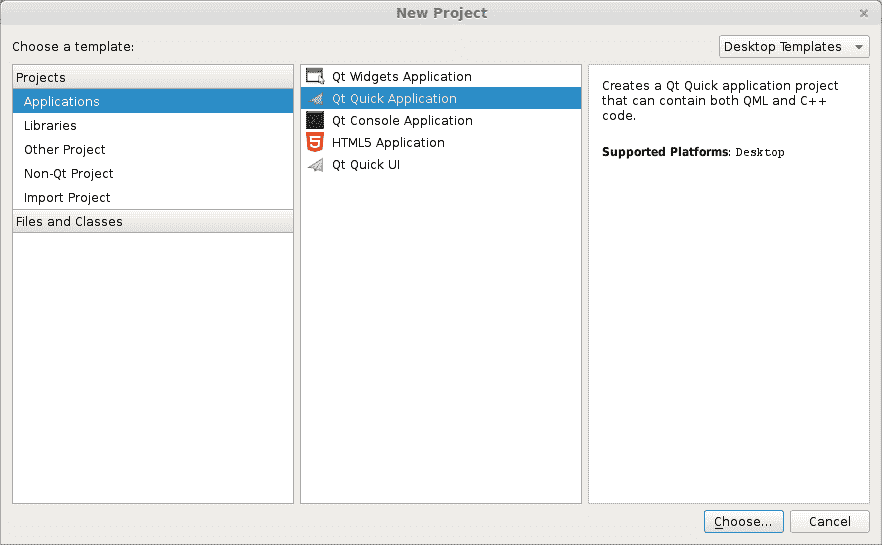 New Project
Choose a template:
Desktop Templates
Projects
Applications
Libraries
Other Project
Non-Qt Project
Import Project
Files and Classes
Qt Widgets Application
Qt Quick Application
Qt Console Application
5 HTML5 Application
Qt Quick UI
Creates a Qt Quick application project
that can contain both QML and C++
code.
Supported Platforms: Desktop
Choose...
Cancel